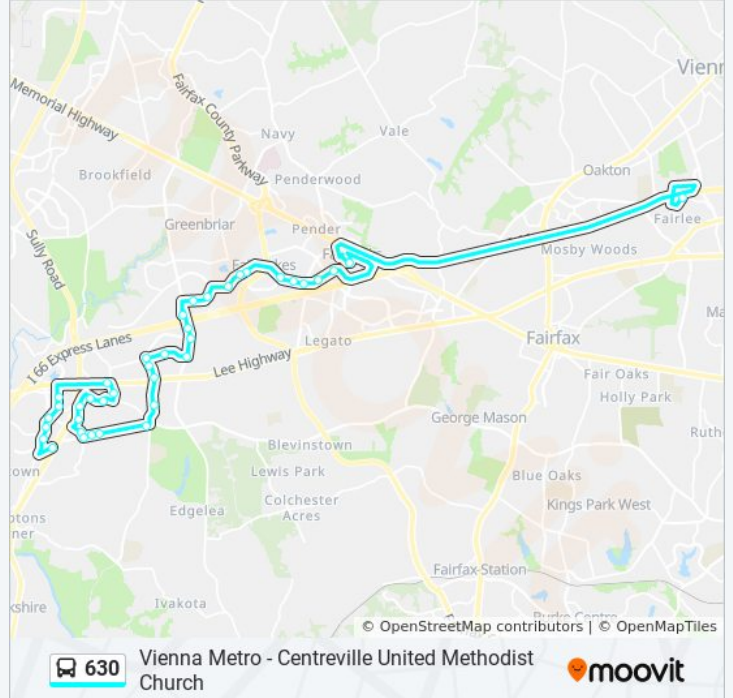 Vienn
Memorial Highway
Fairfax County Parkway
Navy
Vale
Oakton
Brookfield
Penderwood
Greenbriar
Pender
Fairlee
Sully Road
Mosby Woods
I 66 Express Lanes
Legato
Fairfax
Lee Highway
Fair Oaks
Holly Park
George Mason
Blevinstown
Ruth
own
Lewis Park
Blue Oaks
Colchester
Acres
Kings Park West
Edgelea
otons
ner
Fairfax Station
kshire
Ivakota
© OpenStreetMap contributors | © OpenMapTiles
630
Vienna Metro - Centreville United Methodist
Church
moovit